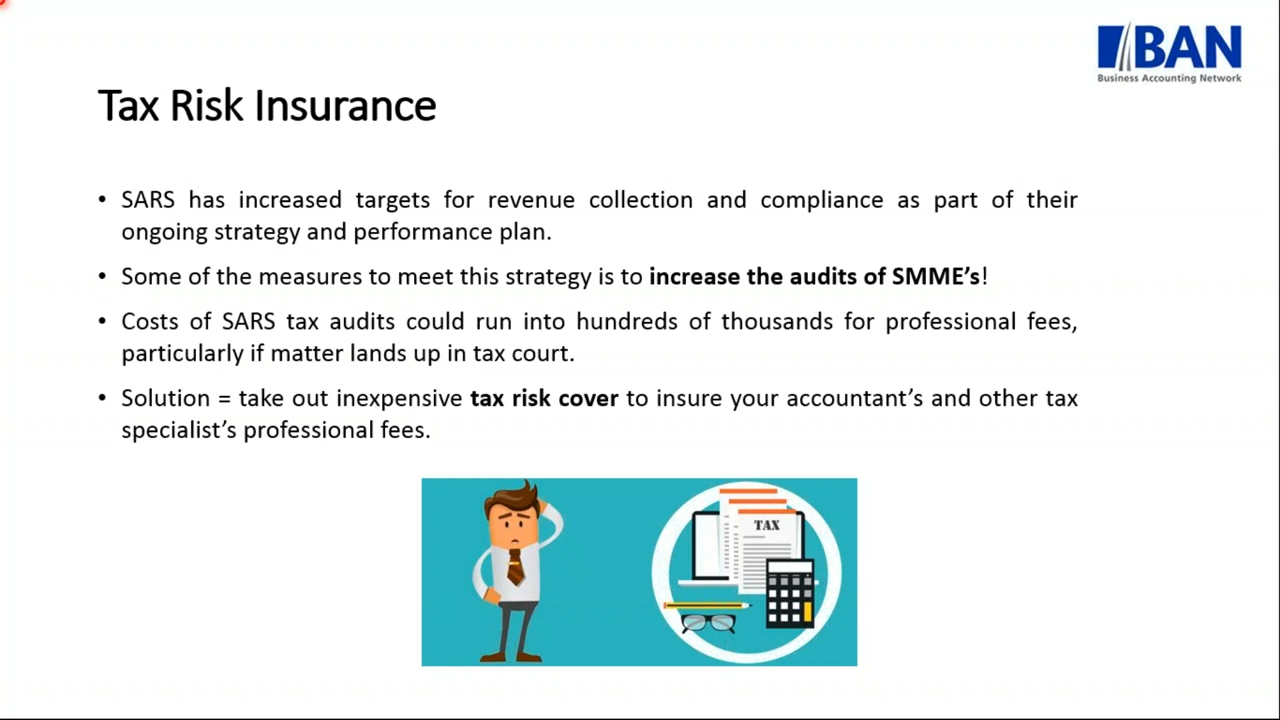 BAN
Business Accounting Network
Tax Risk Insurance
• SARS has increased targets for revenue collection and compliance as part of their
ongoing strategy and performance plan.
• Some of the measures to meet this strategy is to increase the audits of SMME’s!
• Costs of SARS tax audits could run into hundreds of thousands for professional fees,
particularly if matter lands up in tax court.
• Solution = take out inexpensive tax risk cover to insure your accountant’s and other tax
specialist’s professional fees.
TAX